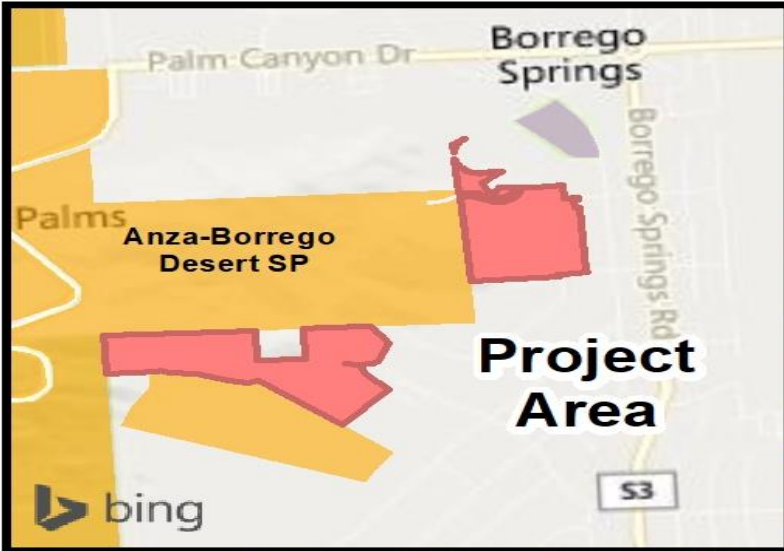 Palm Canyon Dr
Borrego
Springs
Borrego Springs Rd
Palms
Anza-Borrego
Desert SP
Project
Area
S3
bing